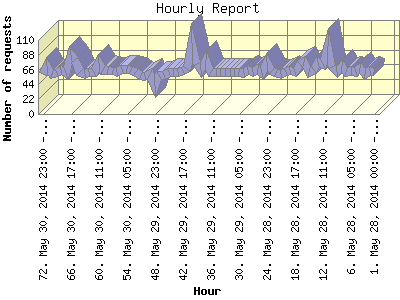 Hourly Report
Number of requests
110
88
66
44
22
0
72. May 30, 2014 23:00 -...
66. May 30, 2014 17:00 -...
60. May 30, 2014 11:00 -...
54. May 30, 2014 05:00 -...
48. May 29, 2014 23:00 -...
42. May 29, 2014 17:00 -...
36. May 29, 2014 11:00 -...
30. May 29, 2014 05:00 -...
24. May 28, 2014 23:00 -...
18. May 28, 2014 17:00 -...
12. May 28, 2014 11:00 -...
6. May 28, 2014 05:00 -...
1. May 28, 2014 00:00 -...
Hour